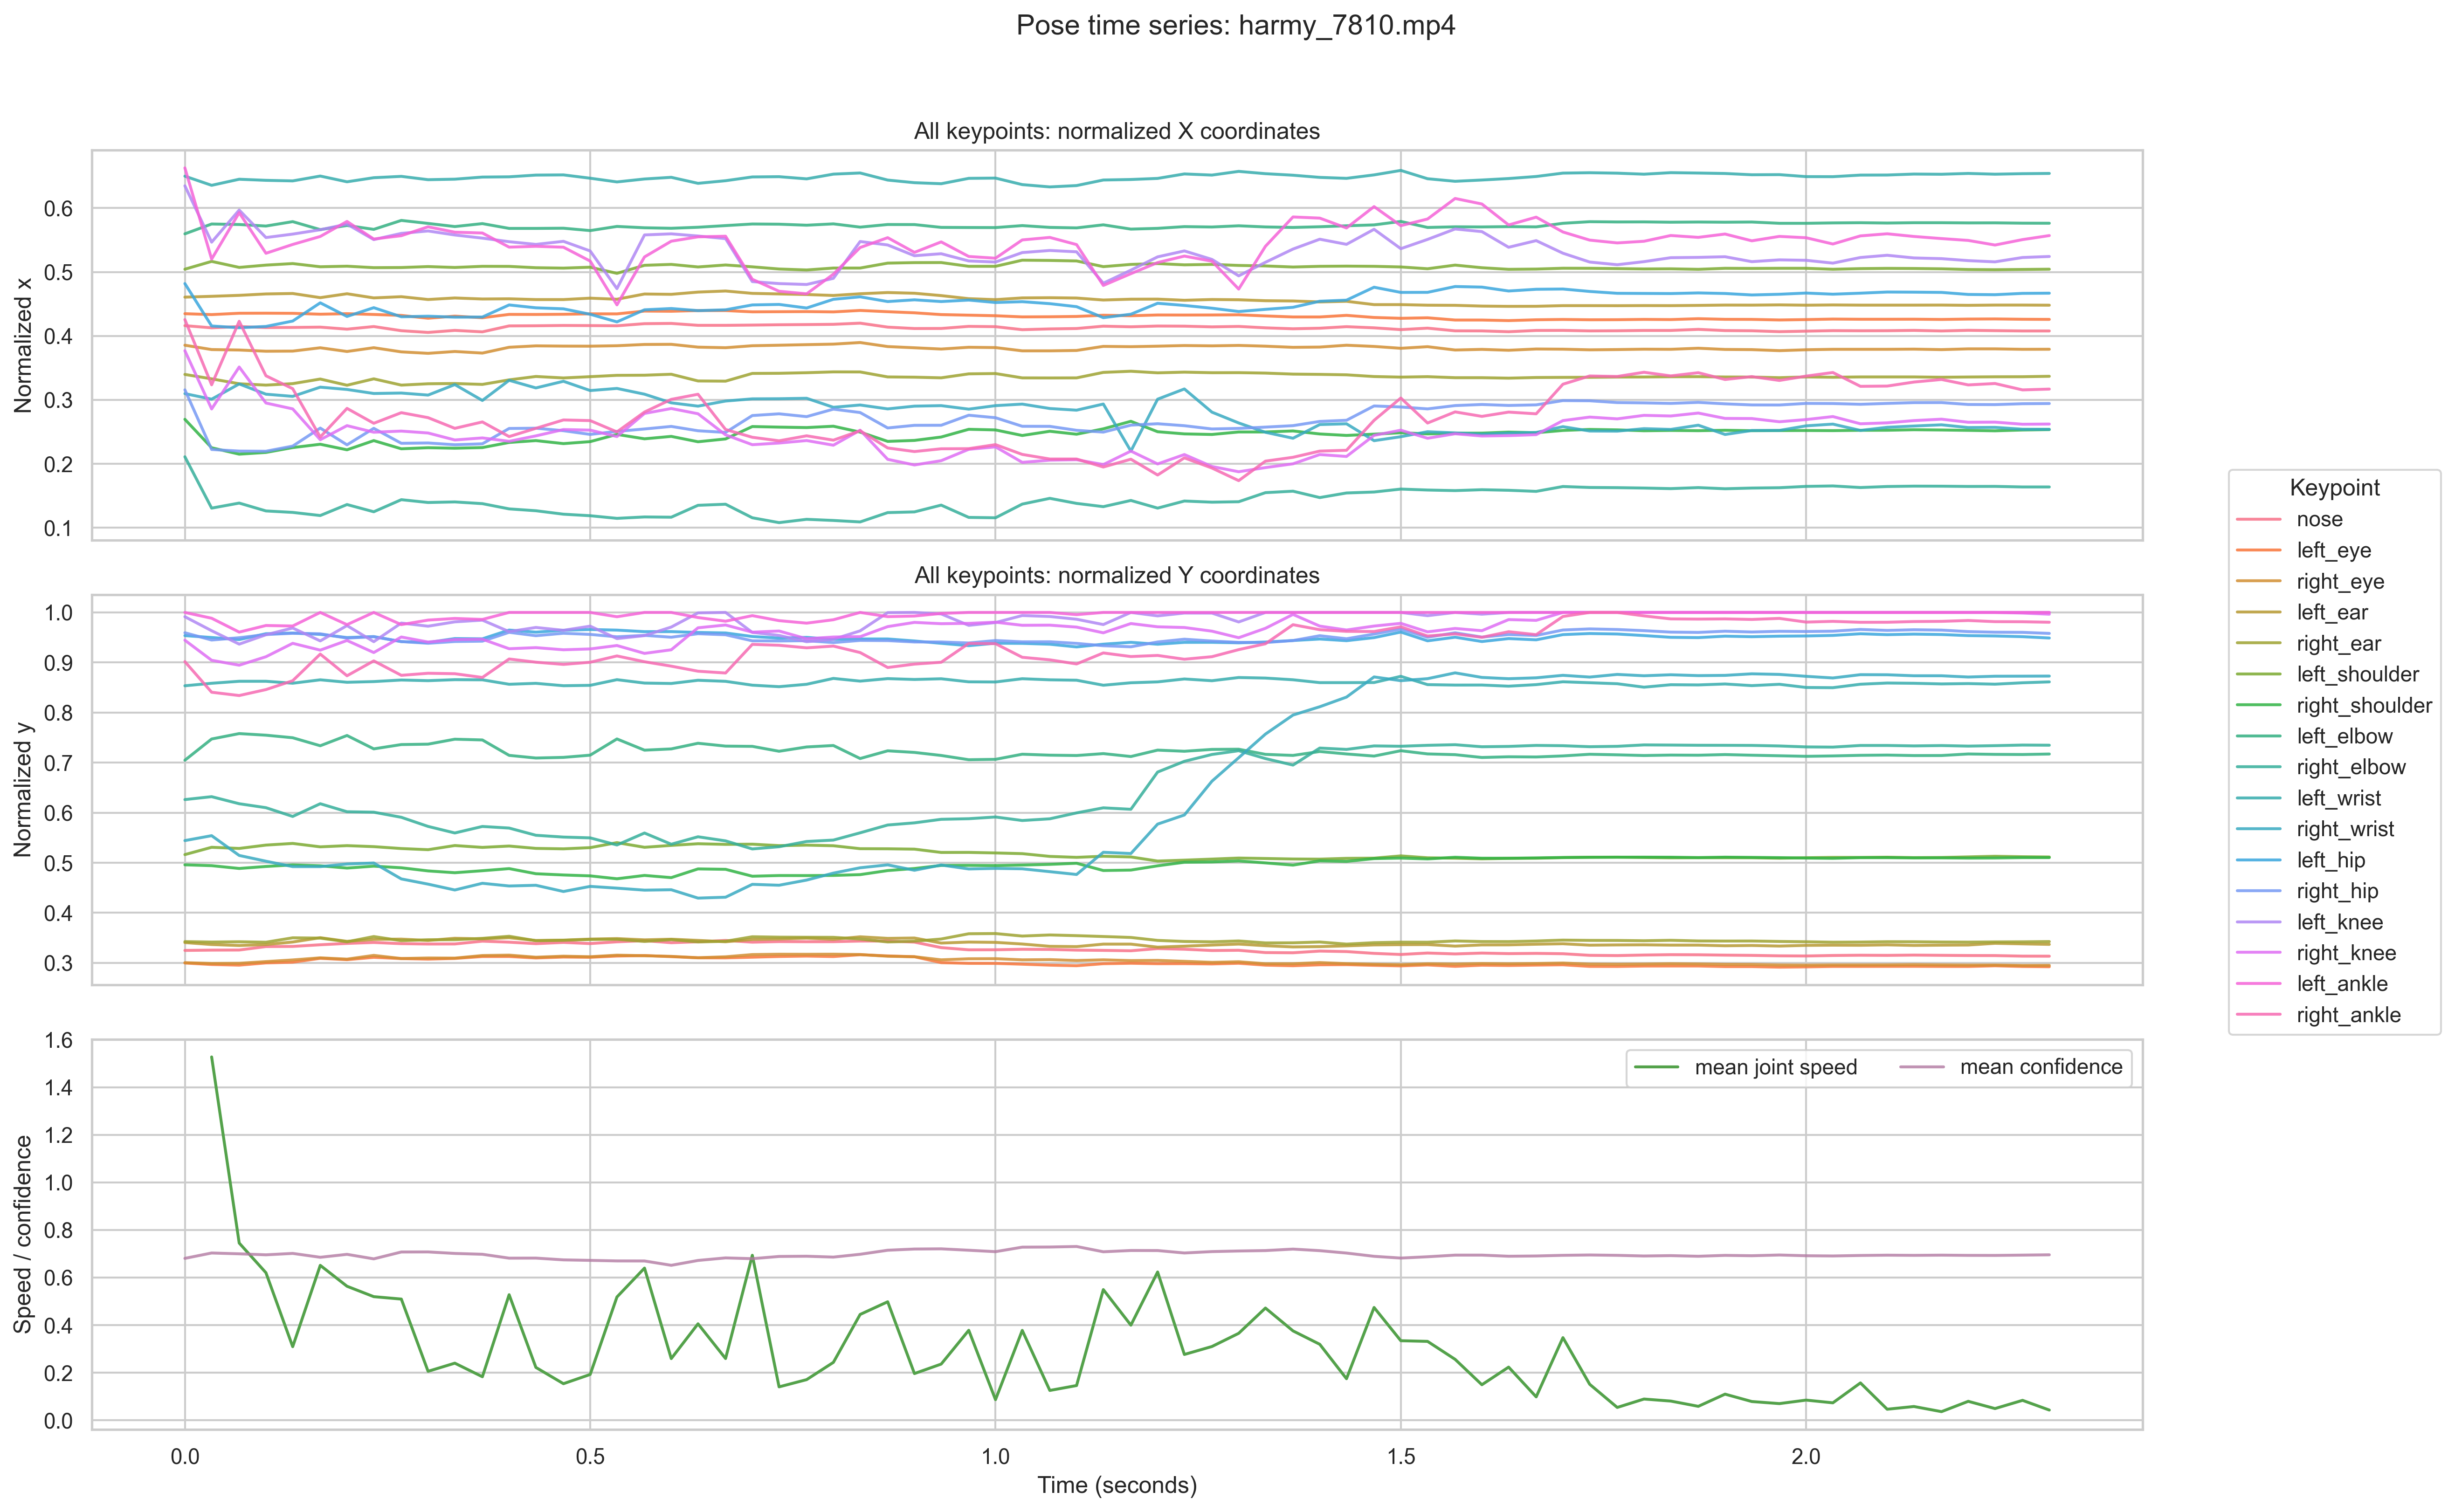 Pose time series: harmy_7810.mp4
All keypoints: normalized X coordinates
Normalized x
0.6
0.5
0.4
0.3
0.2
0.1
All keypoints: normalized Y coordinates
Normalized y
1.0
0.9
0.8
0.7
0.6
0.5
0.4
0.3
Keypoint
nose
left_eye
right_eye
left_ear
right_ear
left_shoulder
right_shoulder
left_elbow
right_elbow
left_wrist
right_wrist
left_hip
right_hip
left_knee
right_knee
left_ankle
right_ankle
Speed / confidence
1.6
1.4
1.2
1.0
0.8
0.6
0.4
0.2
0.0
mean joint speed mean confidence
0.0 0.5 1.0 1.5 2.0
Time (seconds)